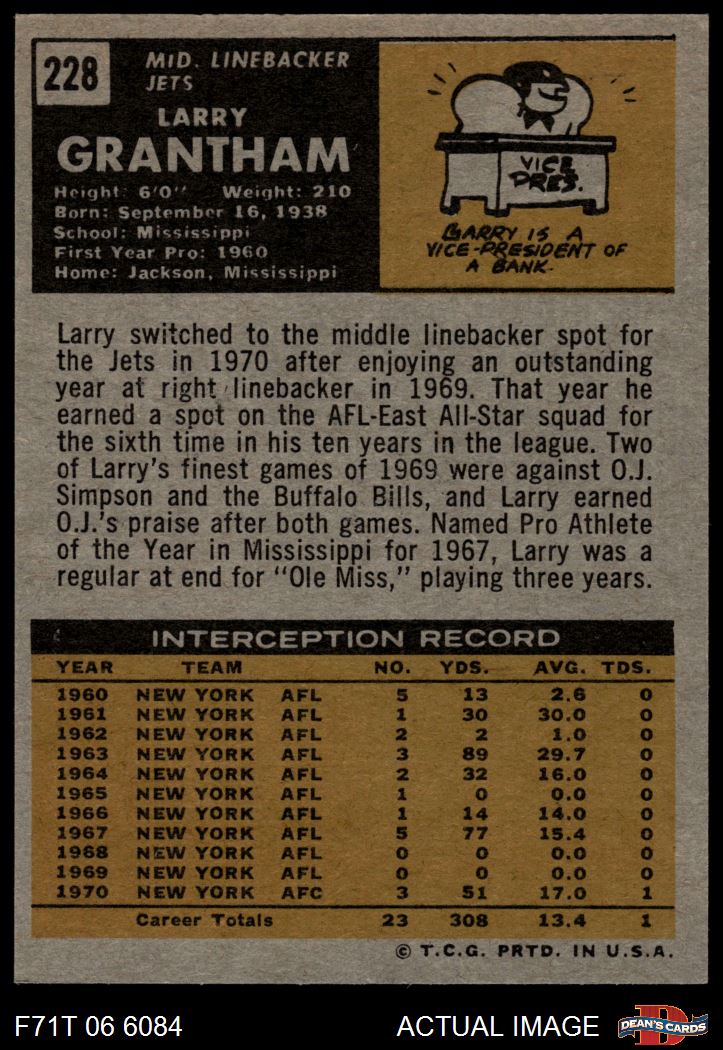 228
MID. LINEBACKER
JETS
LARRY
GRANTHAM
Height: 6'0" Weight: 210
Born: September 16, 1938
School: Mississippi
First Year Pro: 1960
Home: Jackson, Mississippi
VICE
PRES.
GARRY IS A
VICE-PRESIDENT OF
A BANK.
Larry switched to the middle linebacker spot for
the Jets in 1970 after enjoying an outstanding
year at right linebacker in 1969. That year he
earned a spot on the AFL-East All-Star squad for
the sixth time in his ten years in the league. Two
of Larry's finest games of 1969 were against O.J.
Simpson and the Buffalo Bills, and Larry earned
O.J.'s praise after both games. Named Pro Athlete
of the Year in Mississippi for 1967, Larry was a
regular at end for "Ole Miss," playing three years.
INTERCEPTION RECORD
YEAR TEAM NO. YDS. AVG. TDS.
1960 NEW YORK AFL 5 13 2.6 0
1961 NEW YORK AFL 1 30 30.0 0
1962 NEW YORK AFL 2 2 1.0 0
1963 NEW YORK AFL 3 89 29.7 0
1964 NEW YORK AFL 2 32 16.0 0
1965 NEW YORK AFL 1 0 0.0 0
1966 NEW YORK AFL 1 14 14.0 0
1967 NEW YORK AFL 5 77 15.4 0
1968 NEW YORK AFL 0 0 0.0 0
1969 NEW YORK AFL 0 0 0.0 0
1970 NEW YORK AFC 3 51 17.0 1
Career Totals 23 308 13.4 1
© T.C.G. PRTD. IN U.S.A.
F71T 06 6084 ACTUAL IMAGE
D
DEAN'S CARDS